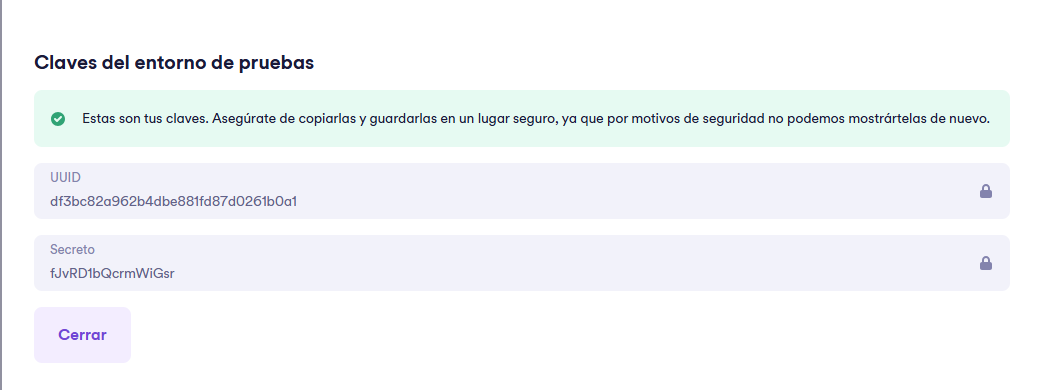 Claves del entorno de pruebas
Estas son tus claves. Asegúrate de copiarlas y guardarlas en un lugar seguro, ya que por motivos de seguridad no podemos mostrártelas de nuevo.
UUID
df3bc82a962b4dbe881fd87d0261b0a1
Secreto
fJvRD1bQcrmWiGsr
Cerrar